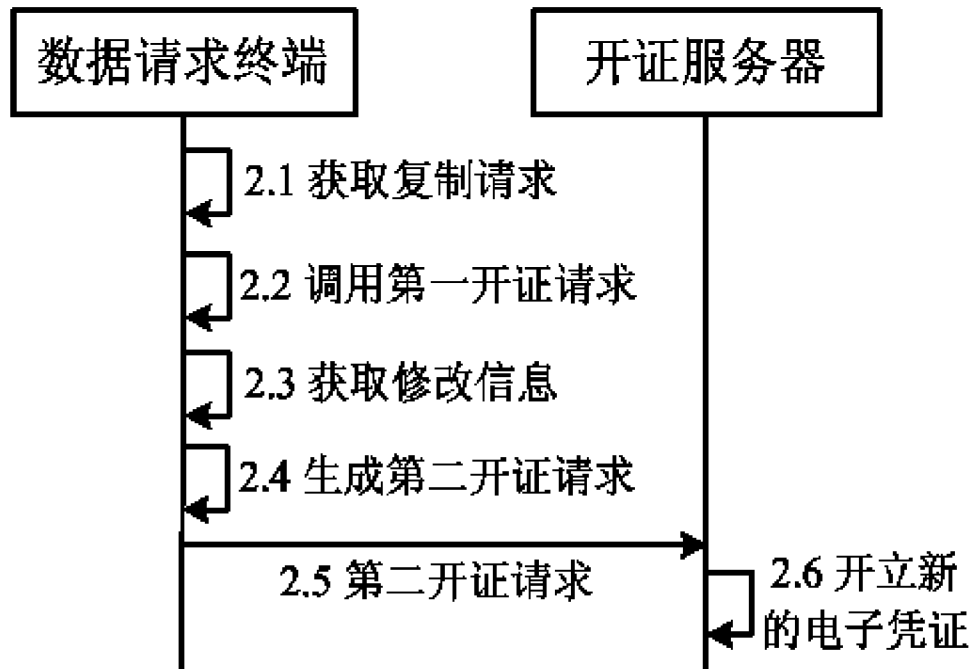 数据请求终端
开证服务器
2.1 获取复制请求
2.2 调用第一开证请求
2.3 获取修改信息
2.4 生成第二开证请求
2.5 第二开证请求
2.6 开立新
的电子凭证